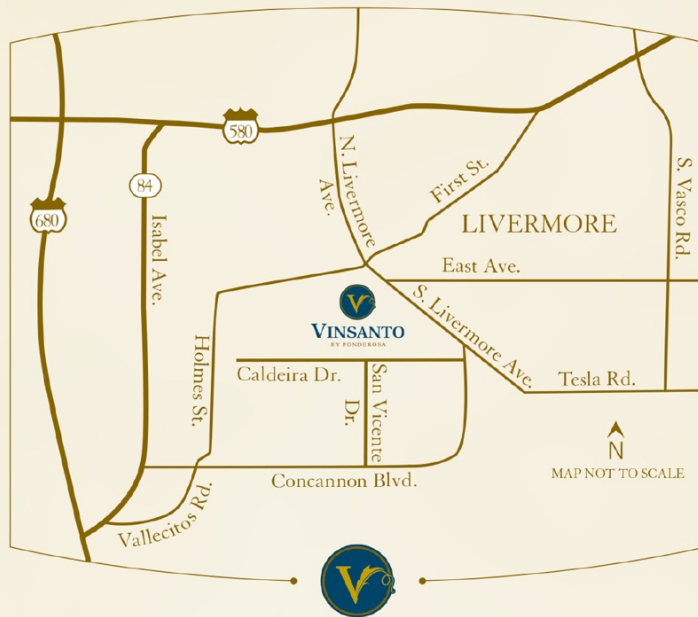 580
N. Livermore
Ave.
First St.
S. Vasco Rd.
84
680
Isabel Ave.
LIVERMORE
East Ave.
V
VINSANTO
BY PONDEROSA
S. Livermore Ave.
Holmes St.
Caldeira Dr.
San Vicente
Dr.
Tesla Rd.
N
MAP NOT TO SCALE
Concannon Blvd.
Vallecitos Rd.
V